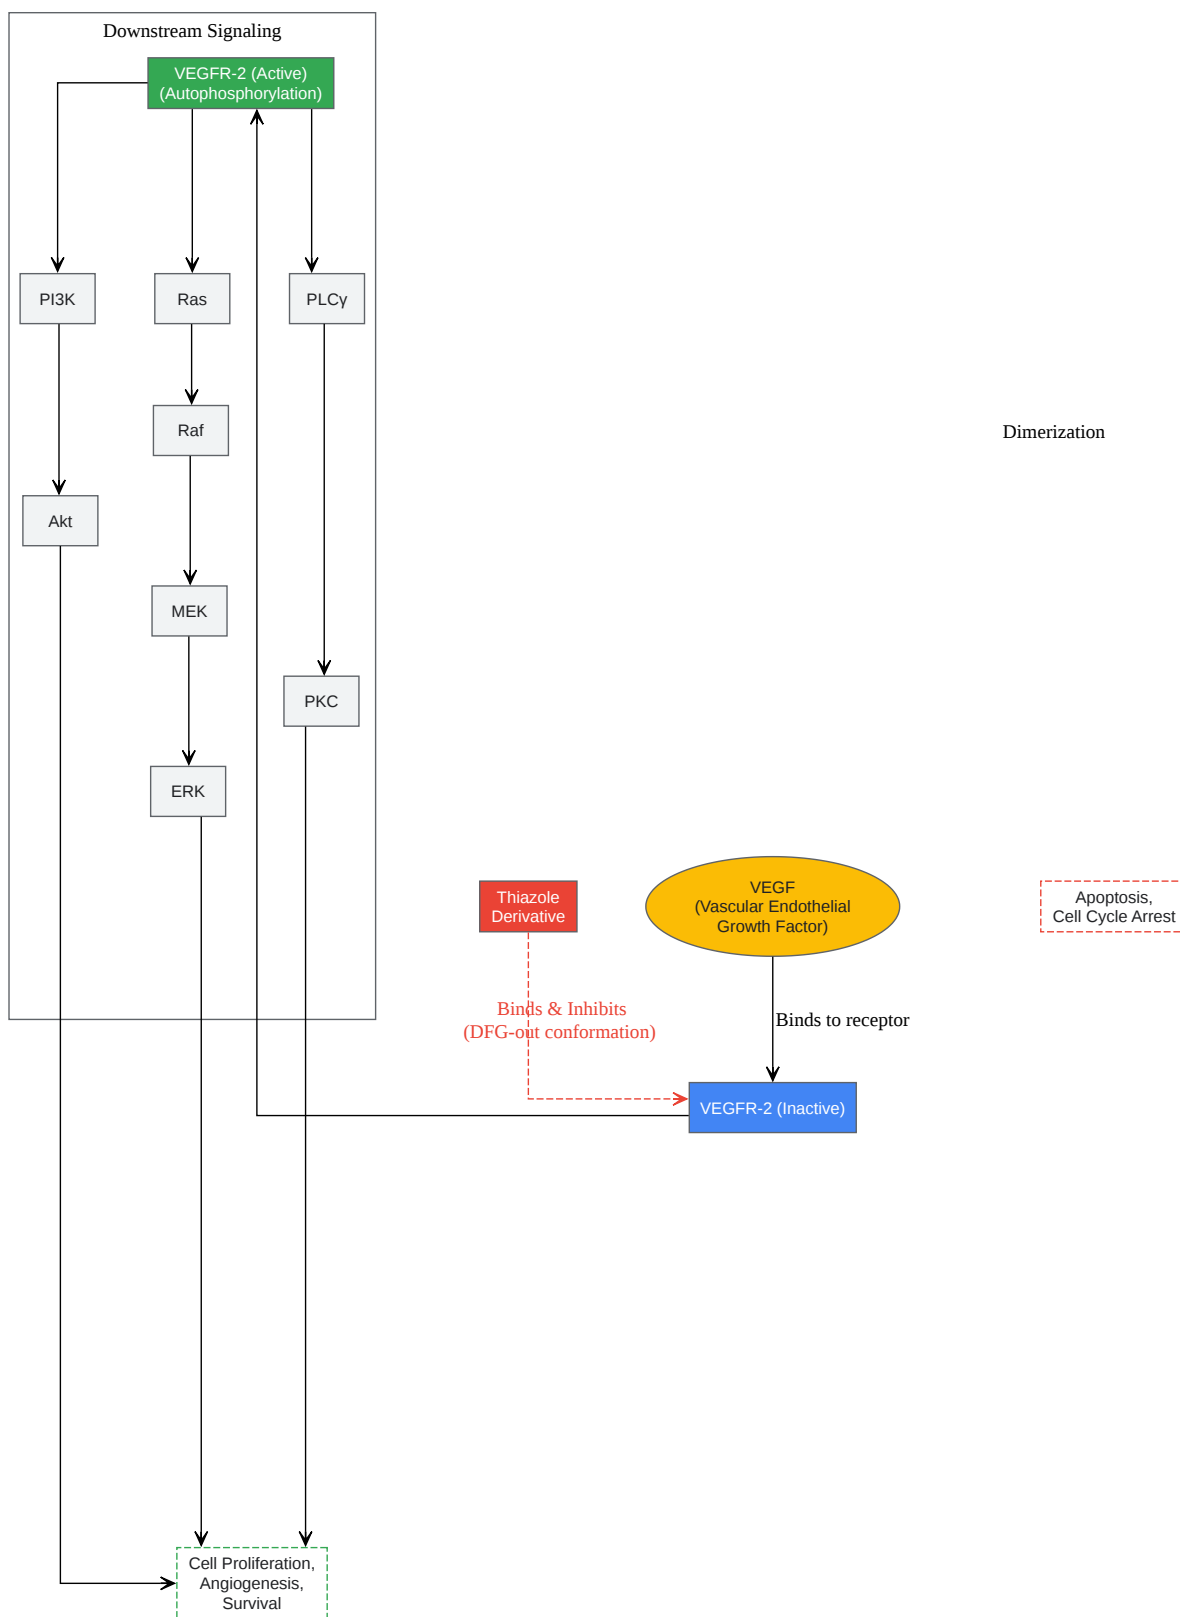 Downstream Signaling
VEGFR-2 (Active)
(Autophosphorylation)
PI3K
Ras
PLCγ
Raf
Dimerization
Akt
MEK
PKC
ERK
Thiazole
Derivative
VEGF
(Vascular Endothelial
Growth Factor)
Apoptosis,
Cell Cycle Arrest
Binds & Inhibits
(DFG-out conformation)
Binds to receptor
VEGFR-2 (Inactive)
Cell Proliferation,
Angiogenesis,
Survival